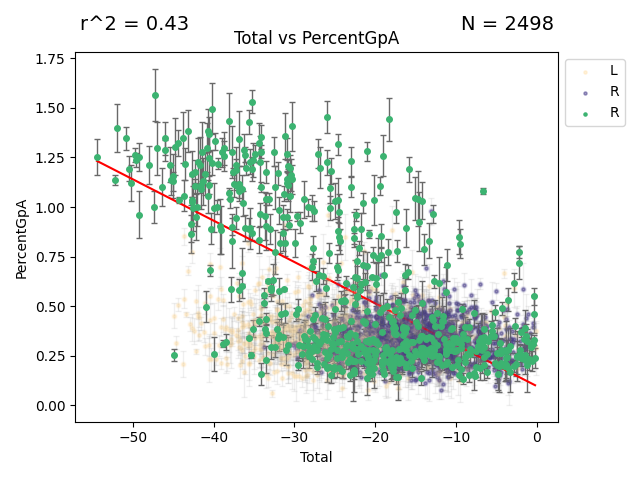 r^2 = 0.43 N = 2498
Total vs PercentGpA
1.75
1.50
1.25
1.00
0.75
0.50
0.25
0.00
PercentGpA
−50 −40 −30 −20 −10 0
Total
L
R
R